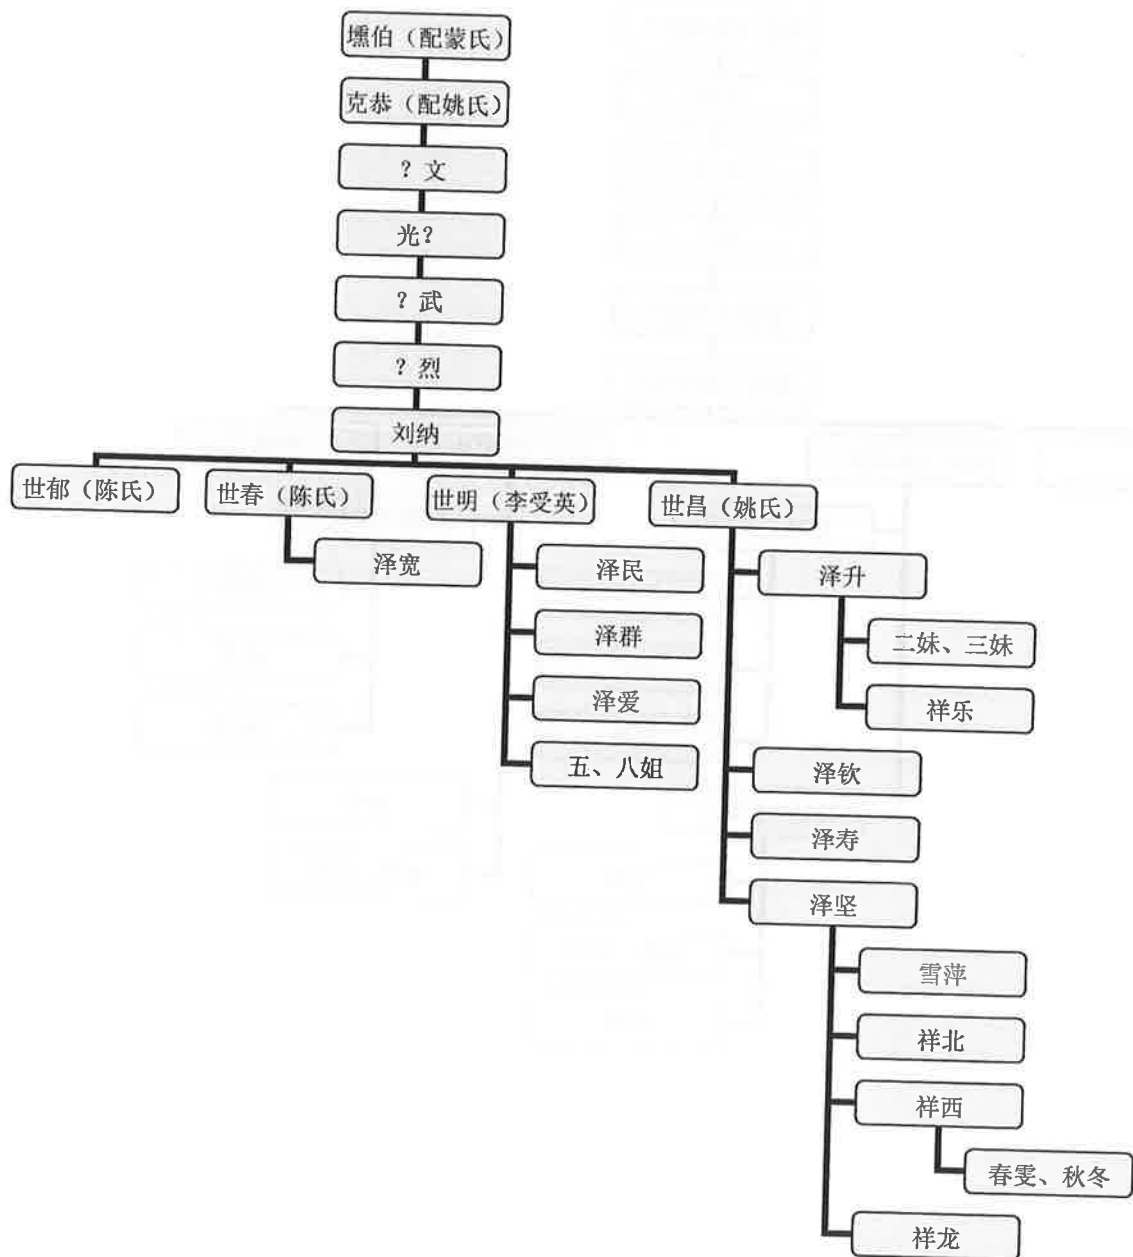 壎伯（配蒙氏）
克恭（配姚氏）
？文
光？
？武
？烈
刘纳
世郁（陈氏）
世春（陈氏）
世明（李受英）
世昌（姚氏）
泽宽
泽民
泽群
泽爱
五、八姐
泽升
二妹、三妹
祥乐
泽钦
泽寿
泽坚
雪萍
祥北
祥西
春雯、秋冬
祥龙